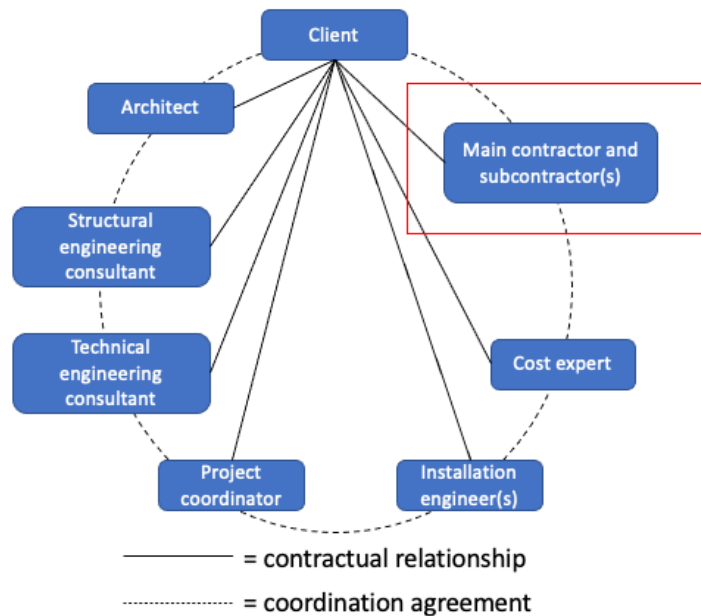 Client
Architect
Main contractor and
subcontractor(s)
Structural
engineering
consultant
Technical
engineering
consultant
Cost expert
Project
coordinator
Installation
engineer(s)
= contractual relationship
= coordination agreement